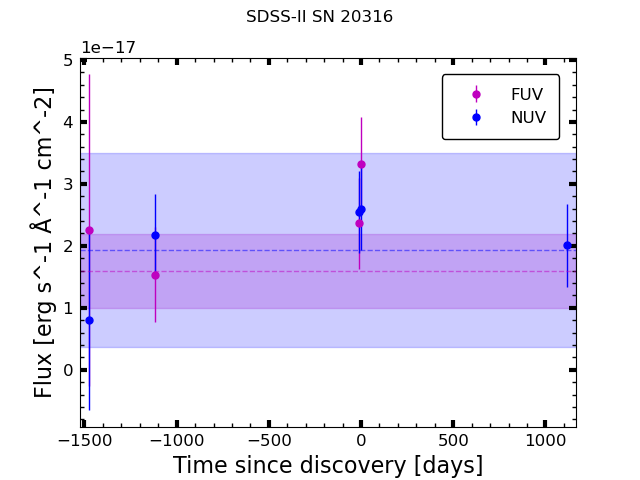 SDSS-II SN 20316
1e−17
5
4
3
2
1
0
Flux [erg s^-1 Å^-1 cm^-2]
FUV
NUV
−1500 −1000 −500 0 500 1000
Time since discovery [days]